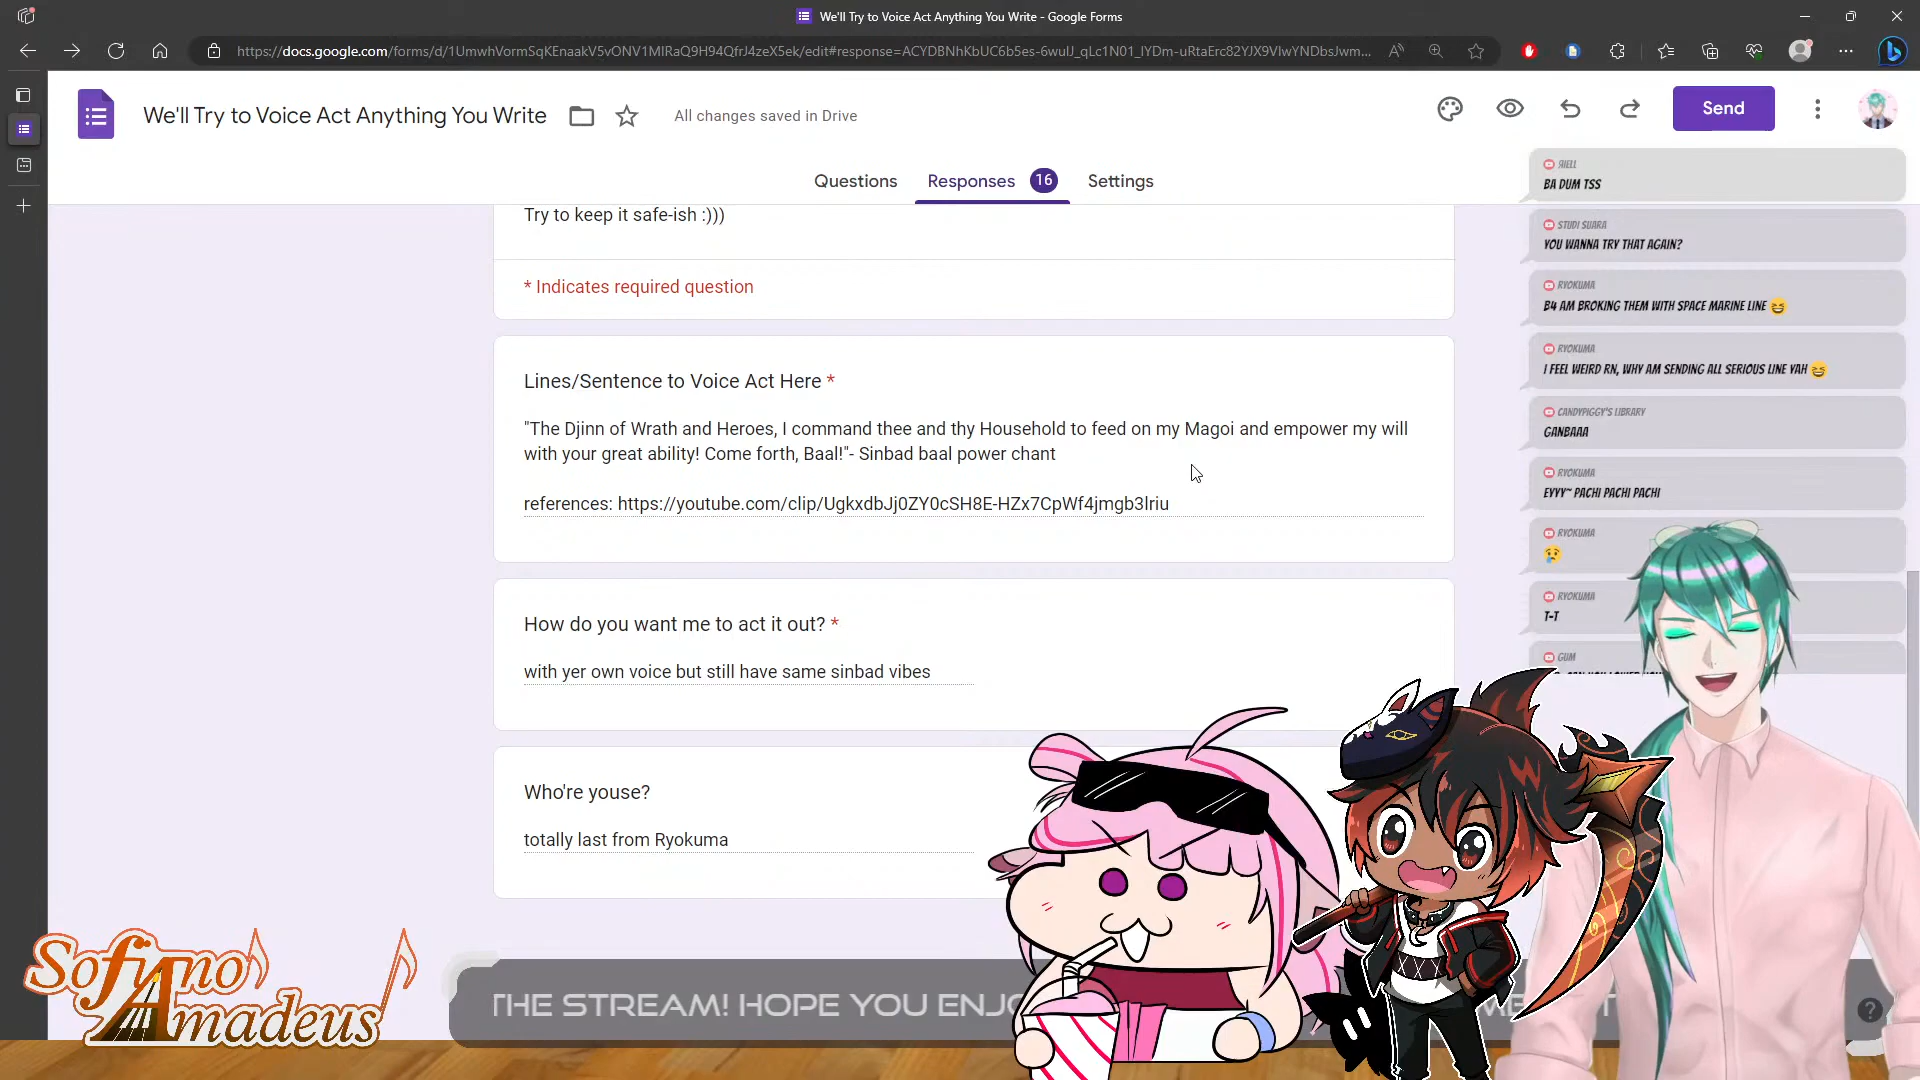 We'll Try to Voice Act Anything You Write - Google Forms
https://docs.google.com/forms/d/1UmwhVormSqKEnaakV5vONV1MIRaQ9H94QfrJ4zeX5ek/edit#response=ACYDBNhKbUC6b5es-6wuIJ_qLc1N01_lYDm-uRtaErc82YJX9VIwYNDbsJwm...
We'll Try to Voice Act Anything You Write
All changes saved in Drive
Send
Questions
Responses 16
Settings
Try to keep it safe-ish :)))
* Indicates required question
Lines/Sentence to Voice Act Here *
"The Djinn of Wrath and Heroes, I command thee and thy Household to feed on my Magoi and empower my will
with your great ability! Come forth, Baal!"- Sinbad baal power chant
references: https://youtube.com/clip/UgkxdbJj0ZY0cSH8E-HZx7CpWf4jmgb3lriu
How do you want me to act it out? *
with yer own voice but still have same sinbad vibes
Who're youse?
totally last from Ryokuma
ЯIELL
BA DUM TSS
STUDI SUARA
YOU WANNA TRY THAT AGAIN?
RYOKUMA
B4 AM BROKING THEM WITH SPACE MARINE LINE 😆
RYOKUMA
I FEEL WEIRD RN, WHY AM SENDING ALL SERIOUS LINE YAH 😆
CANDYPIGGY'S LIBRARY
GANBAAA
RYOKUMA
EYYY~ PACHI PACHI PACHI
RYOKUMA
😢
RYOKUMA
T-T
GUM
Sofiano
Amadeus
THE STREAM! HOPE YOU ENJO